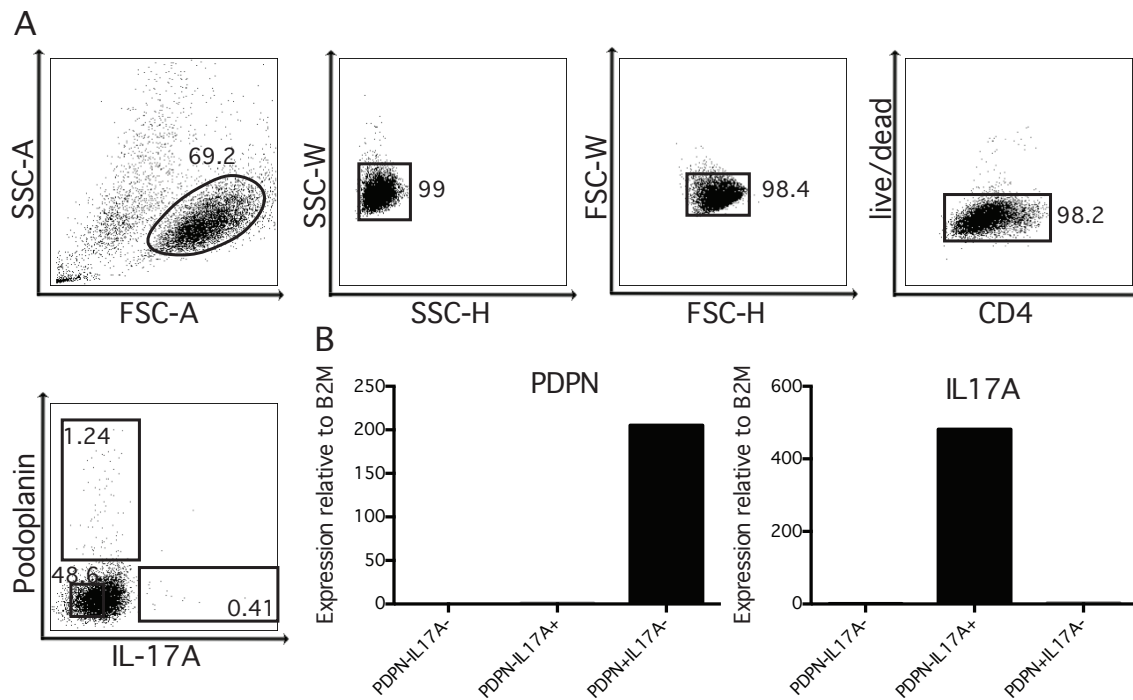 A
SSC-A
69.2
FSC-A
SSC-W
99
SSC-H
FSC-W
98.4
FSC-H
live/dead
98.2
CD4
Podoplanin
1.24
48.6
0.41
IL-17A
B
Expression relative to B2M
PDPN
250
200
150
100
50
0
PDPN-IL17A-
PDPN-IL17A+
PDPN+IL17A-
Expression relative to B2M
IL17A
600
400
200
0
PDPN-IL17A-
PDPN-IL17A+
PDPN+IL17A-